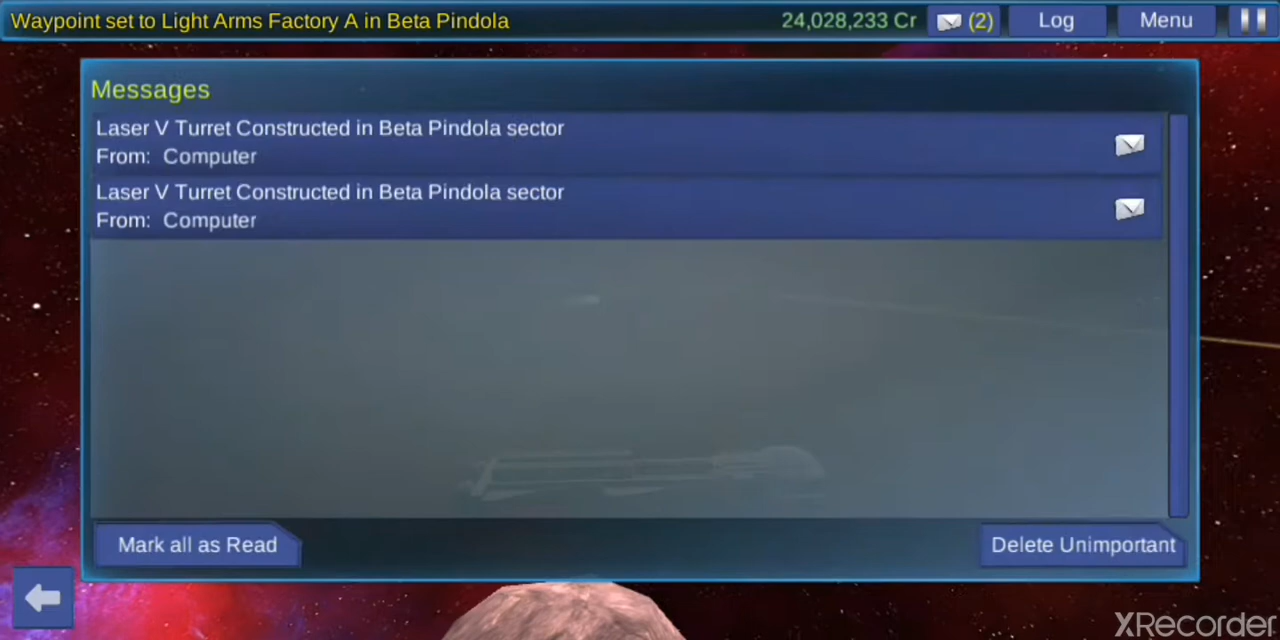 Waypoint set to Light Arms Factory A in Beta Pindola
24,028,233 Cr
(2)
Log
Menu
Messages
Laser V Turret Constructed in Beta Pindola sector
From: Computer
Laser V Turret Constructed in Beta Pindola sector
From: Computer
Mark all as Read
Delete Unimportant
XRecorder